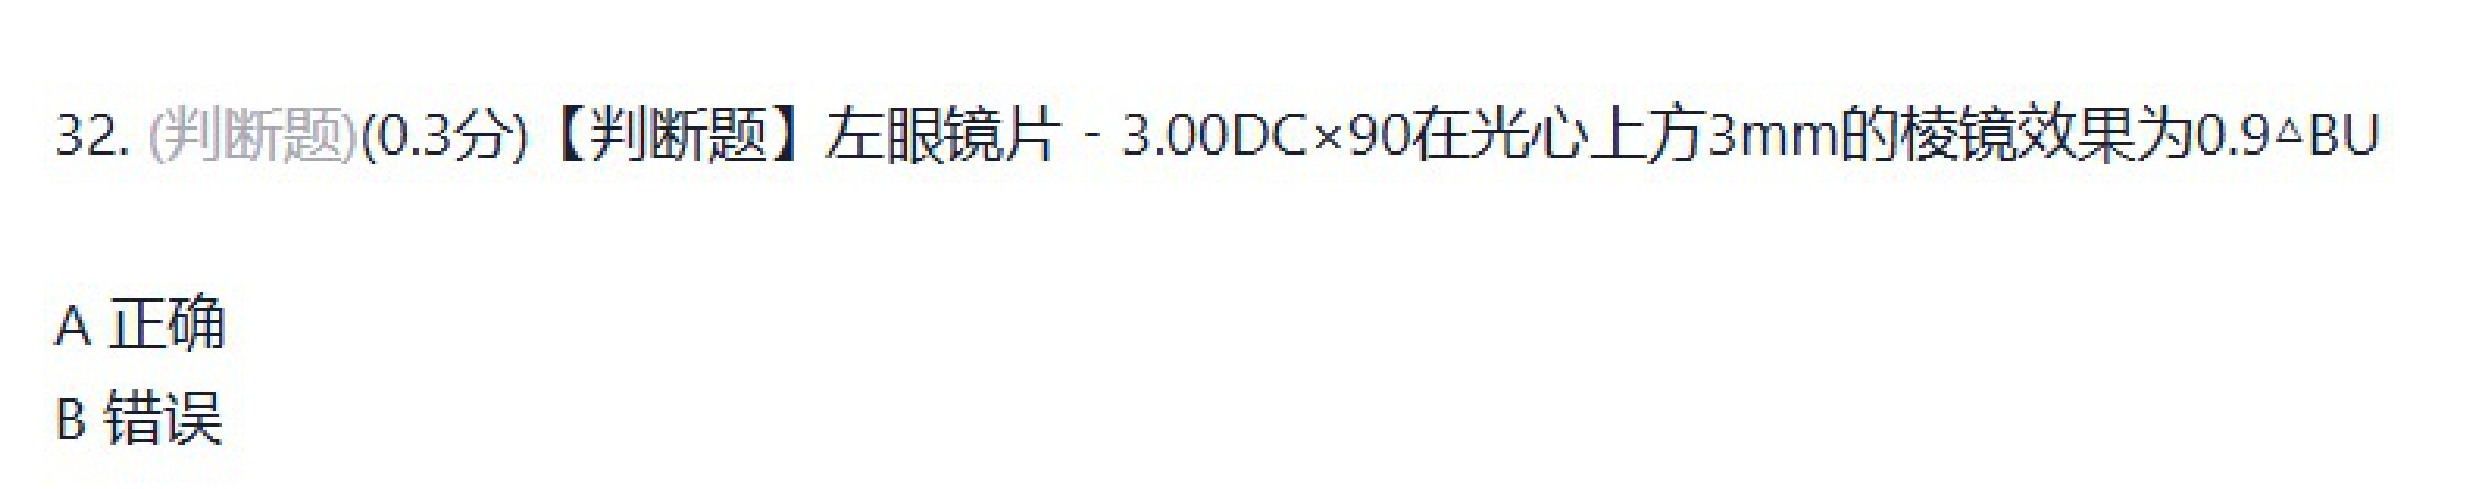 32. (判断题)(0.3分)【判断题】左眼镜片 - 3.00DC×90在光心上方3mm的棱镜效果为0.9△BU
A 正确
B 错误